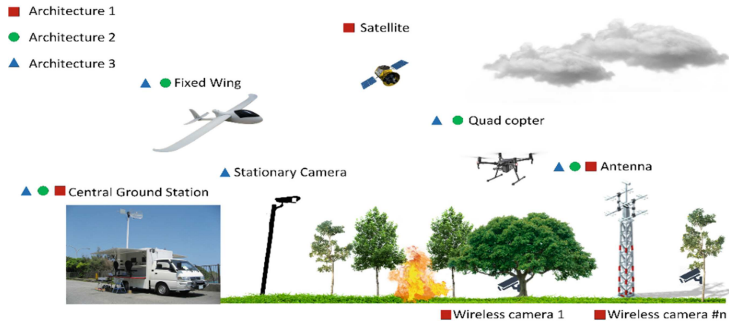 Architecture 1
Architecture 2
Architecture 3
Satellite
Fixed Wing
Quad copter
Antenna
Stationary Camera
Central Ground Station
Wireless camera 1
Wireless camera #n